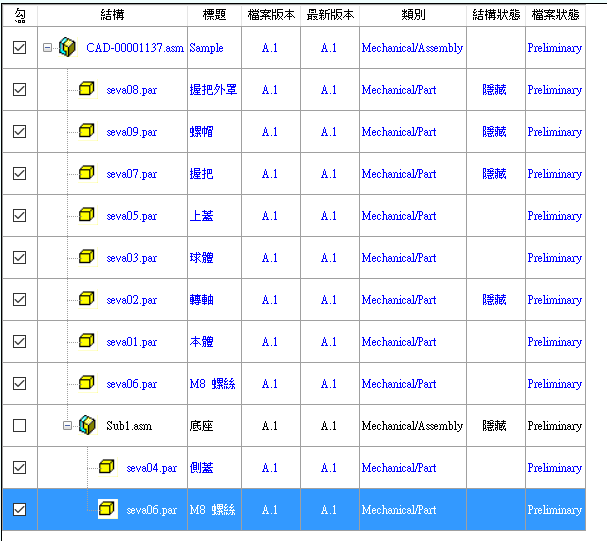 勾 結構 標題 檔案版本 最新版本 類別 結構狀態 檔案狀態
CAD-00001137.asm Sample A.1 A.1 Mechanical/Assembly Preliminary
seva08.par 握把外罩 A.1 A.1 Mechanical/Part 隱藏 Preliminary
seva09.par 螺帽 A.1 A.1 Mechanical/Part 隱藏 Preliminary
seva07.par 握把 A.1 A.1 Mechanical/Part 隱藏 Preliminary
seva05.par 上蓋 A.1 A.1 Mechanical/Part Preliminary
seva03.par 球體 A.1 A.1 Mechanical/Part Preliminary
seva02.par 轉軸 A.1 A.1 Mechanical/Part 隱藏 Preliminary
seva01.par 本體 A.1 A.1 Mechanical/Part Preliminary
seva06.par M8 螺絲 A.1 A.1 Mechanical/Part Preliminary
Sub1.asm 底座 A.1 A.1 Mechanical/Assembly 隱藏 Preliminary
seva04.par 側蓋 A.1 A.1 Mechanical/Part Preliminary
seva06.par M8 螺絲 A.1 A.1 Mechanical/Part Preliminary